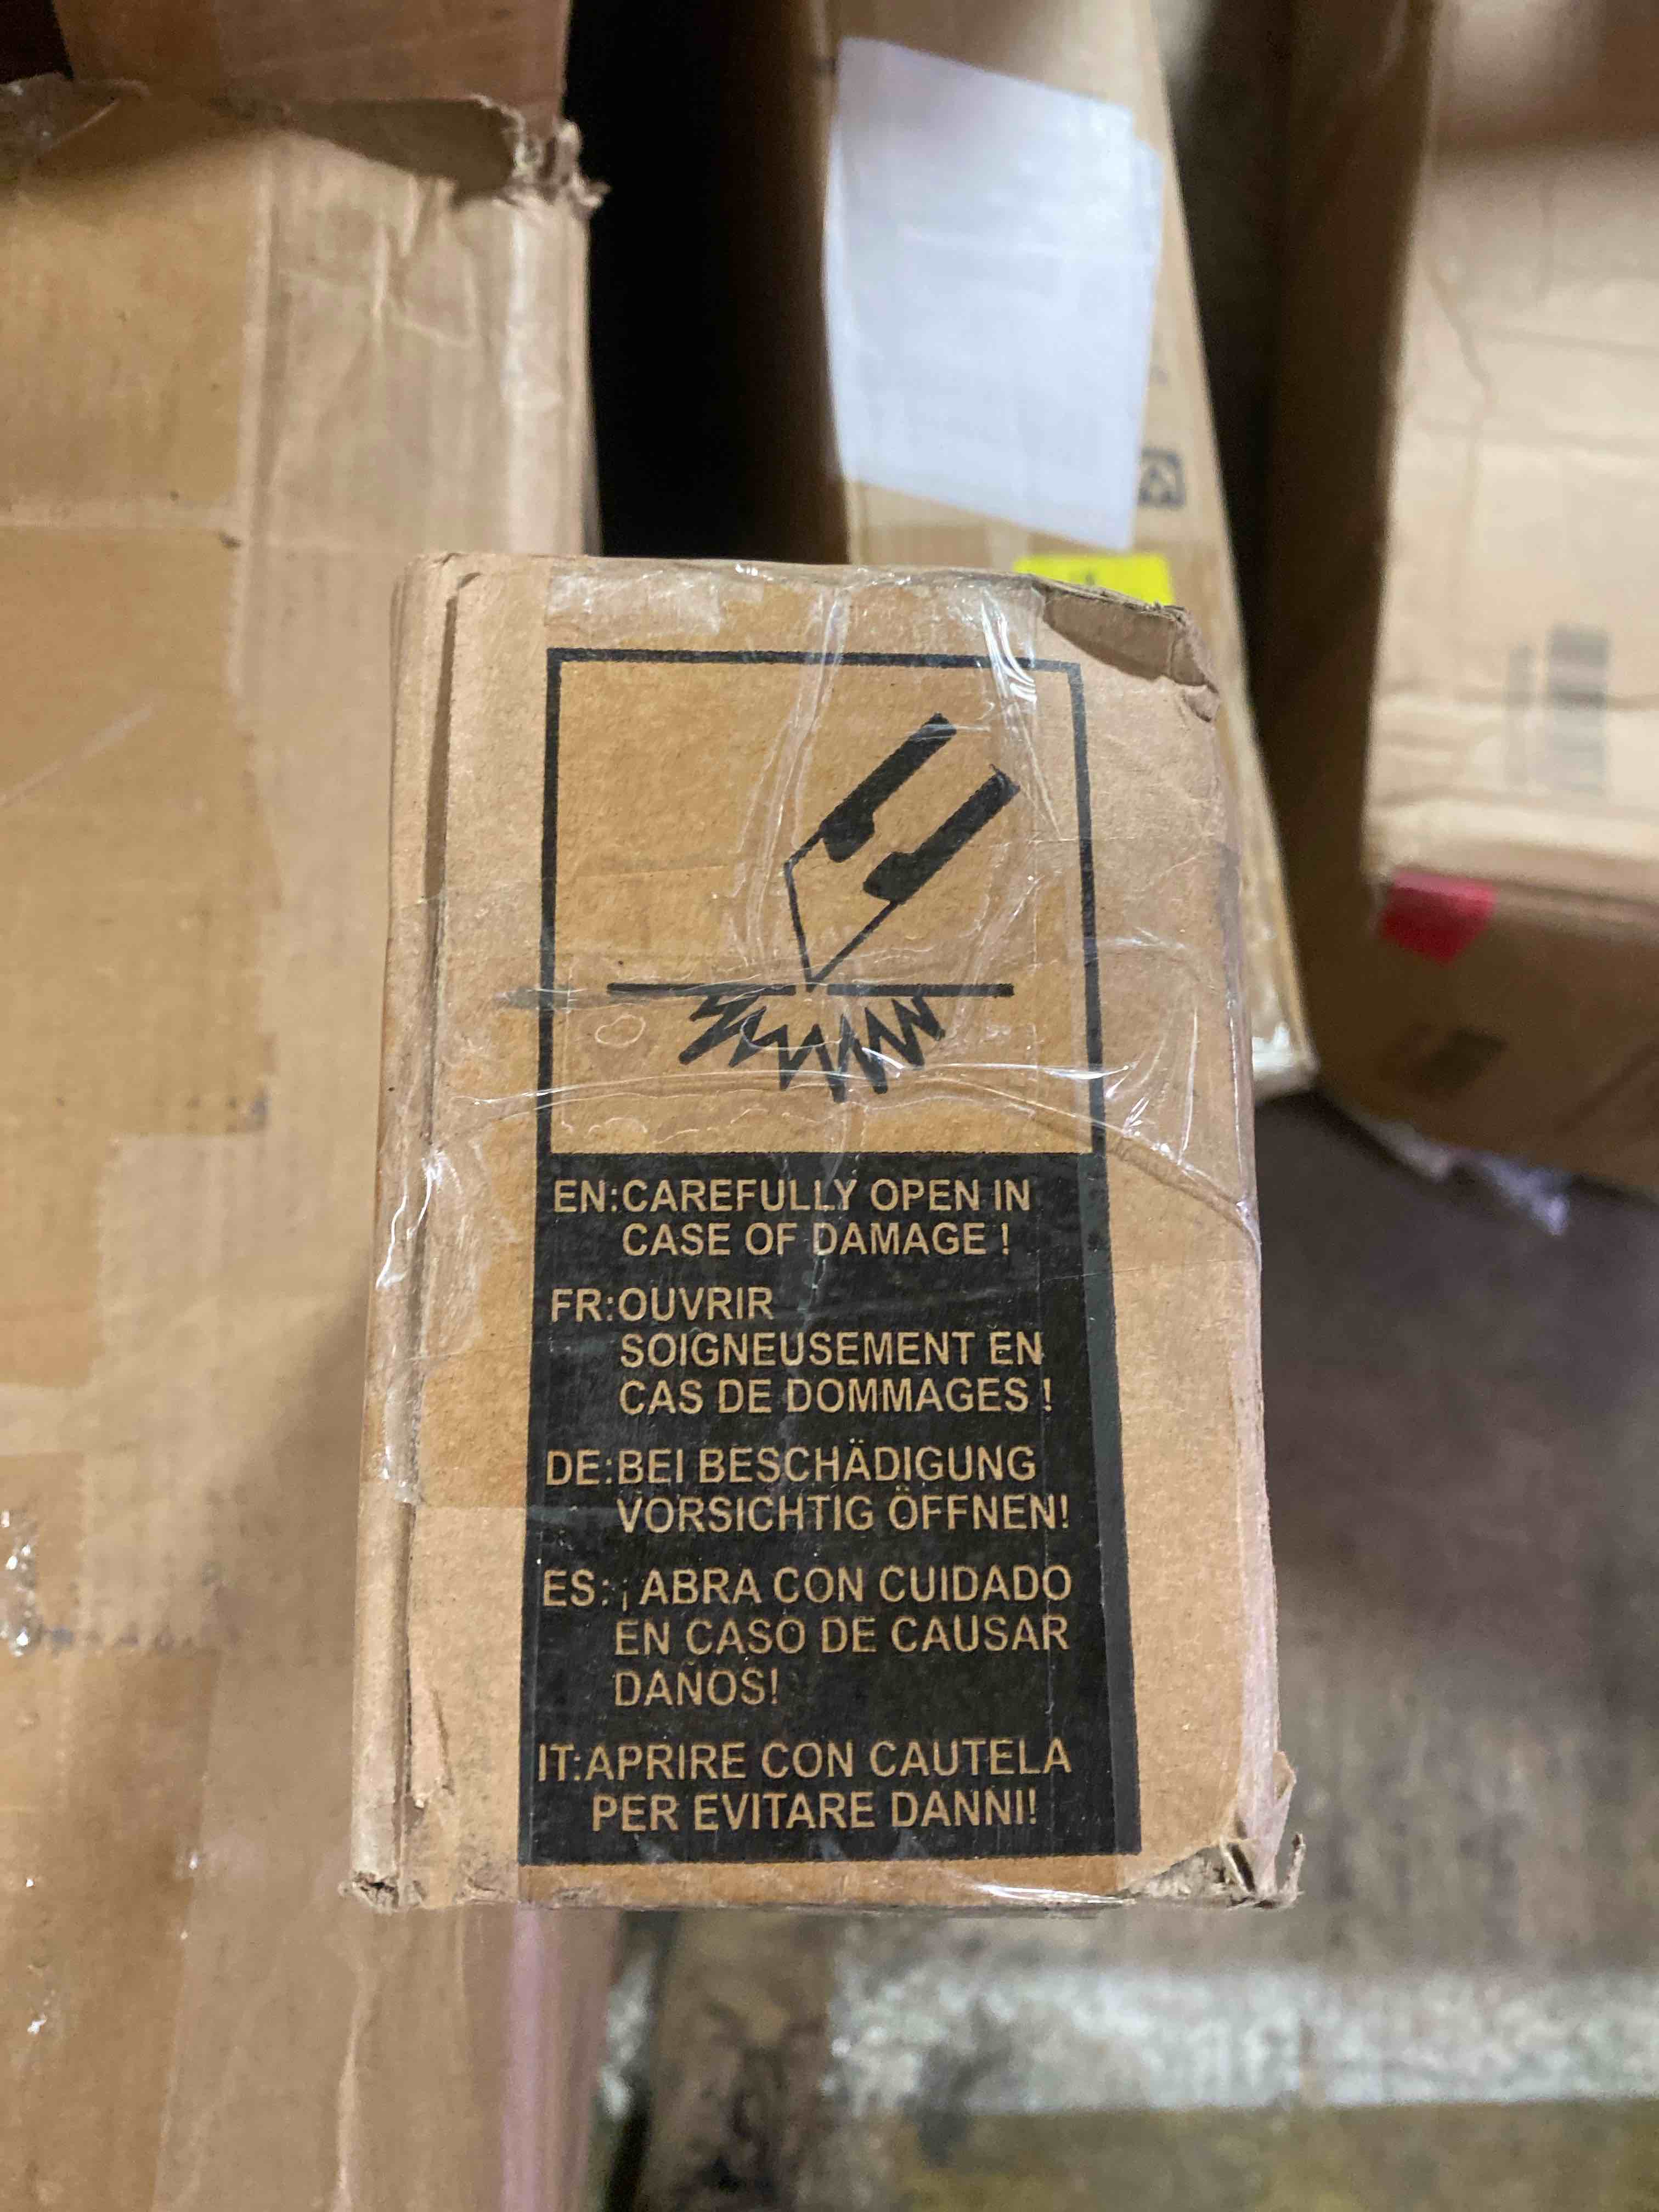 EN:CAREFULLY OPEN IN
CASE OF DAMAGE !
FR:OUVRIR
SOIGNEUSEMENT EN
CAS DE DOMMAGES !
DE:BEI BESCHÄDIGUNG
VORSICHTIG ÖFFNEN!
ES: ¡ ABRA CON CUIDADO
EN CASO DE CAUSAR
DAÑOS!
IT:APRIRE CON CAUTELA
PER EVITARE DANNI!